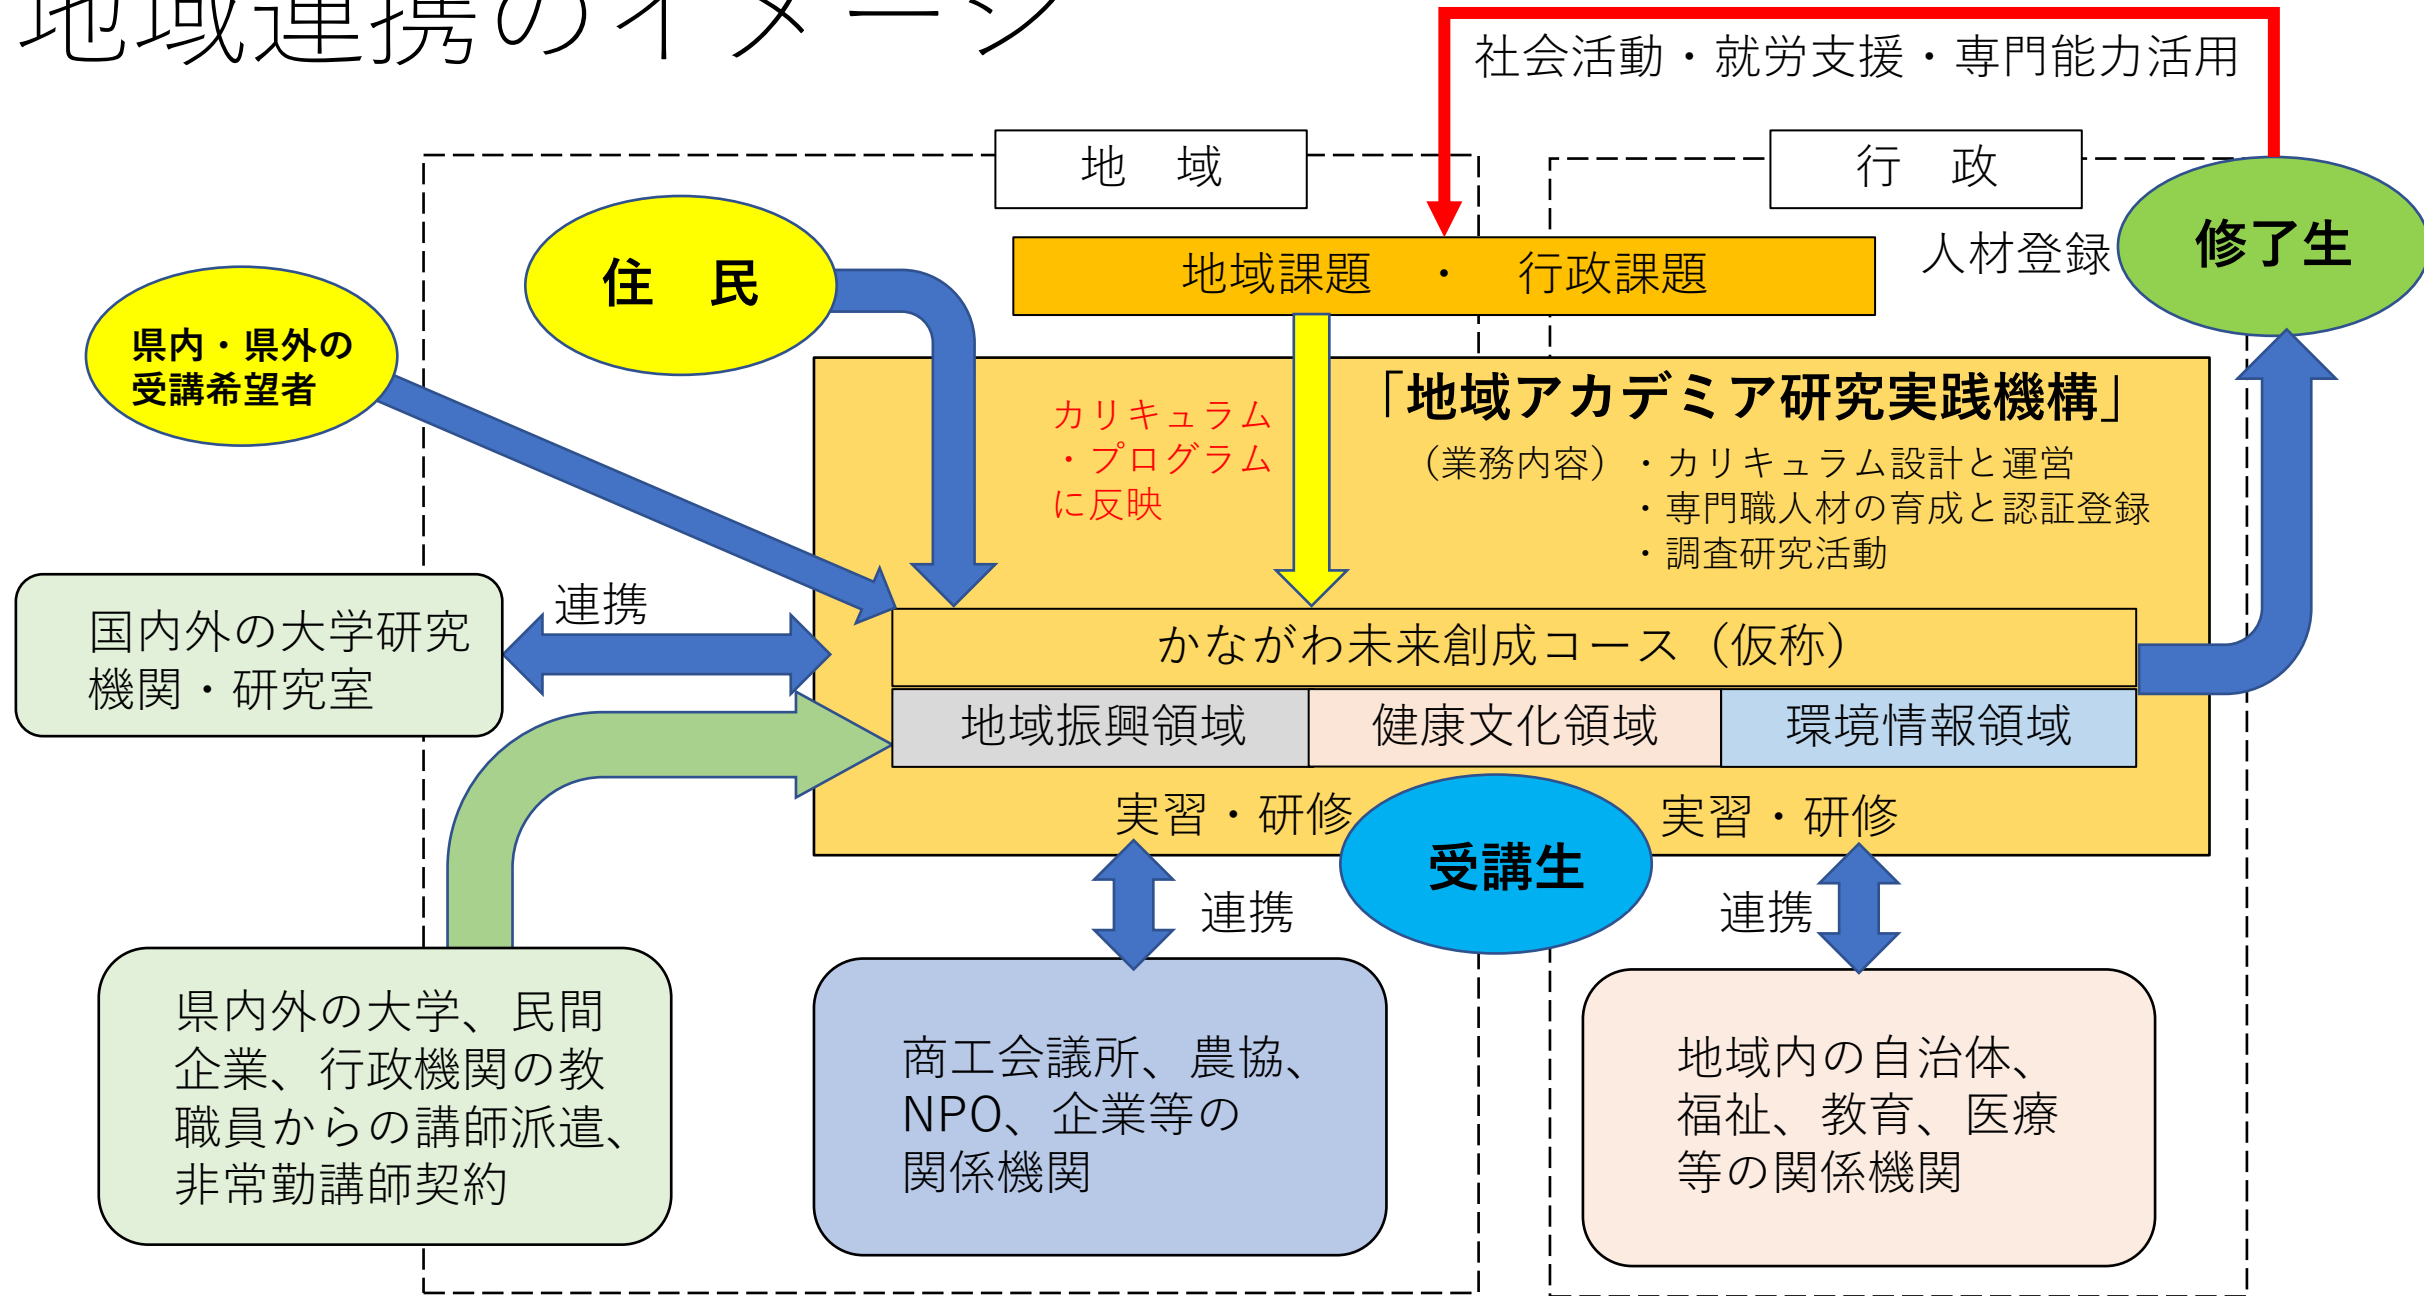 地域連携のイメージ
社会活動・就労支援・専門能力活用
地　域
行　政
住　民
地域課題　・　行政課題
人材登録
修了生
県内・県外の
受講希望者
「地域アカデミア研究実践機構」
カリキュラム
・プログラム
に反映
（業務内容）・カリキュラム設計と運営
・専門職人材の育成と認証登録
・調査研究活動
連携
国内外の大学研究
機関・研究室
かながわ未来創成コース（仮称）
地域振興領域
健康文化領域
環境情報領域
実習・研修
実習・研修
受講生
連携
連携
県内外の大学、民間
企業、行政機関の教
職員からの講師派遣、
非常勤講師契約
商工会議所、農協、
NPO、企業等の
関係機関
地域内の自治体、
福祉、教育、医療
等の関係機関